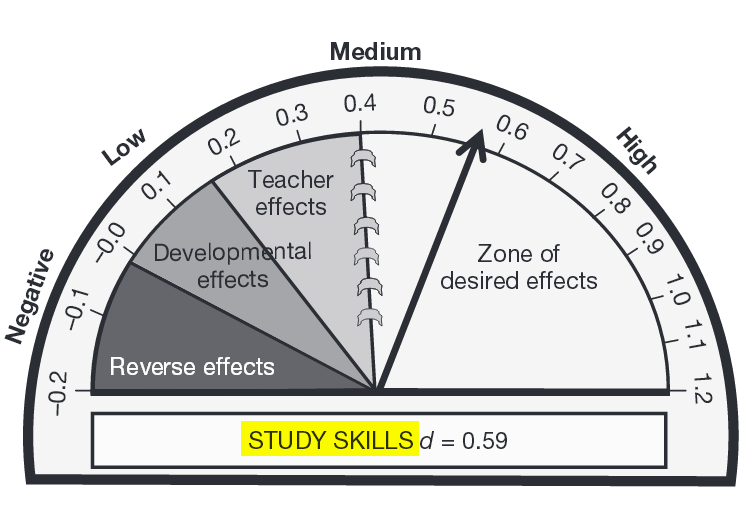 Medium
Low
High
Negative
−0.2
−0.1
−0.0
0.1
0.2
0.3
0.4
0.5
0.6
0.7
0.8
0.9
1.0
1.1
1.2
Teacher
effects
Developmental
effects
Reverse effects
Zone of
desired effects
STUDY SKILLS d = 0.59